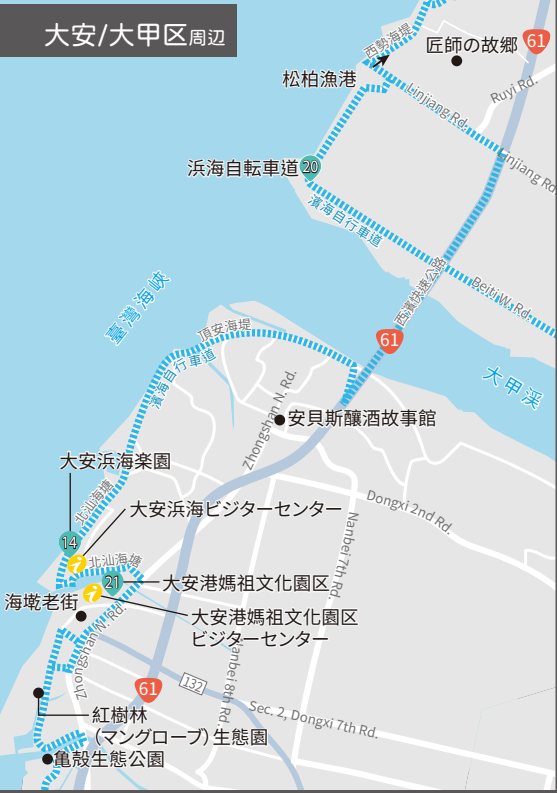 大安/大甲区周辺
61
西勢海堤
匠師の故郷
松柏漁港
Ruyi Rd.
Linjiang Rd.
Linjiang Rd.
浜海自転車道
20
濱海自行車道
西濱快速公路
Beiti W. Rd.
臺灣海峽
頂安海堤
61
濱海自行車道
大甲溪
Zhongshan N. Rd.
安貝斯釀酒故事館
大安浜海楽園
北汕海塘
大安浜海ビジターセンター
Dongxi 2nd Rd.
14
Nanbei 7th Rd.
北汕海塘
21
大安港媽祖文化園区
海墘老街
大安港媽祖文化園区
ビジターセンター
Zhongshan N. Rd.
Nanbei 8th Rd.
61
132
Sec. 2, Dongxi 7th Rd.
紅樹林
(マングローブ)生態園
亀殻生態公園